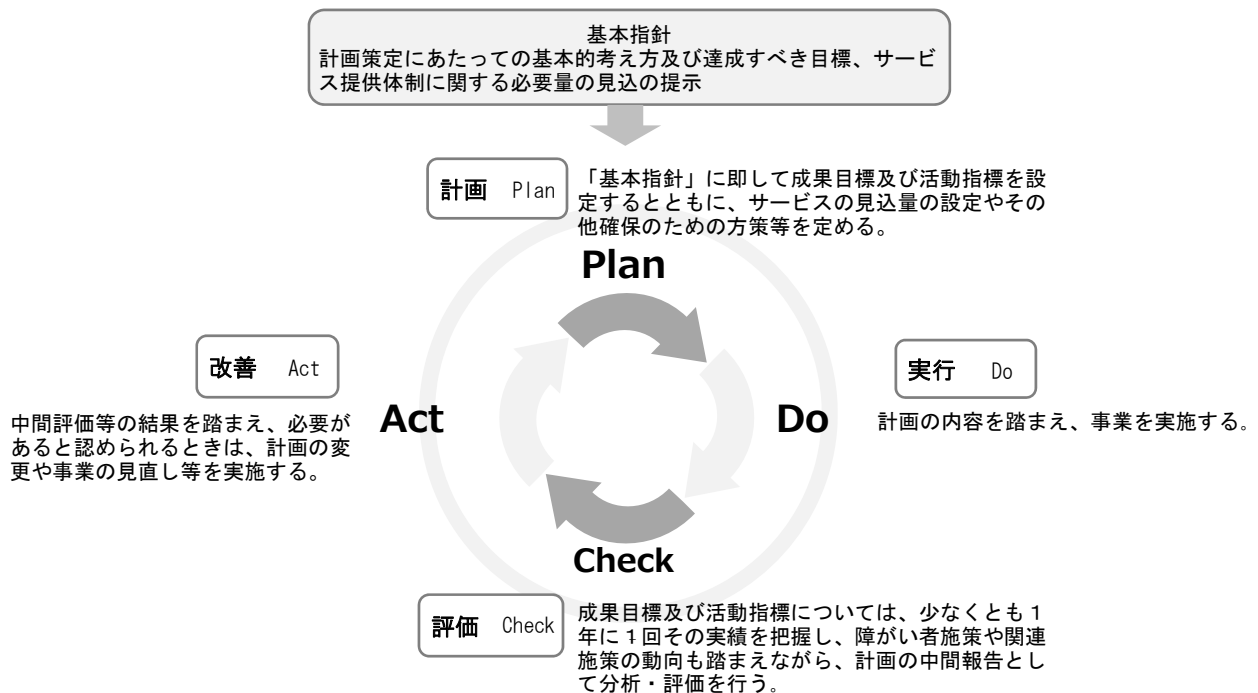 基本指針
計画策定にあたっての基本的考え方及び達成すべき目標、サービ
ス提供体制に関する必要量の見込の提示
計画 Plan
「基本指針」に即して成果目標及び活動指標を設
定するとともに、サービスの見込量の設定やその
他確保のための方策等を定める。
Plan
改善 Act
中間評価等の結果を踏まえ、必要が
あると認められるときは、計画の変
更や事業の見直し等を実施する。
Act
Do
実行 Do
計画の内容を踏まえ、事業を実施する。
Check
評価 Check
成果目標及び活動指標については、少なくとも１
年に１回その実績を把握し、障がい者施策や関連
施策の動向も踏まえながら、計画の中間報告とし
て分析・評価を行う。